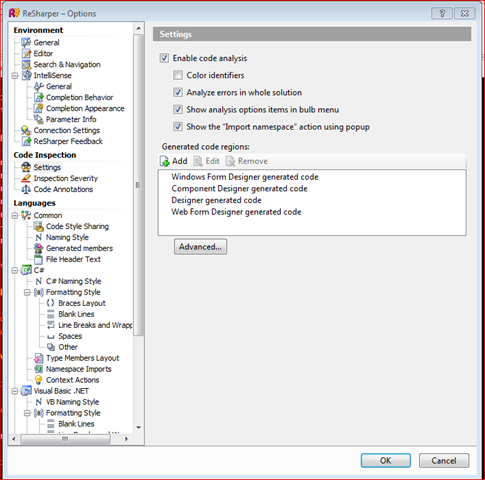 ReSharper – Options
Environment
General
Editor
Search & Navigation
IntelliSense
General
Completion Behavior
Completion Appearance
Parameter Info
Connection Settings
ReSharper Feedback
Code Inspection
Settings
Inspection Severity
Code Annotations
Languages
Common
Code Style Sharing
Naming Style
Generated members
File Header Text
C#
C# Naming Style
Formatting Style
Braces Layout
Blank Lines
Line Breaks and Wrapp
Spaces
Other
Type Members Layout
Namespace Imports
Context Actions
Visual Basic .NET
VB Naming Style
Formatting Style
Blank Lines
Settings
Enable code analysis
Color identifiers
Analyze errors in whole solution
Show analysis options items in bulb menu
Show the "Import namespace" action using popup
Generated code regions:
Add Edit Remove
Windows Form Designer generated code
Component Designer generated code
Designer generated code
Web Form Designer generated code
Advanced...
OK Cancel